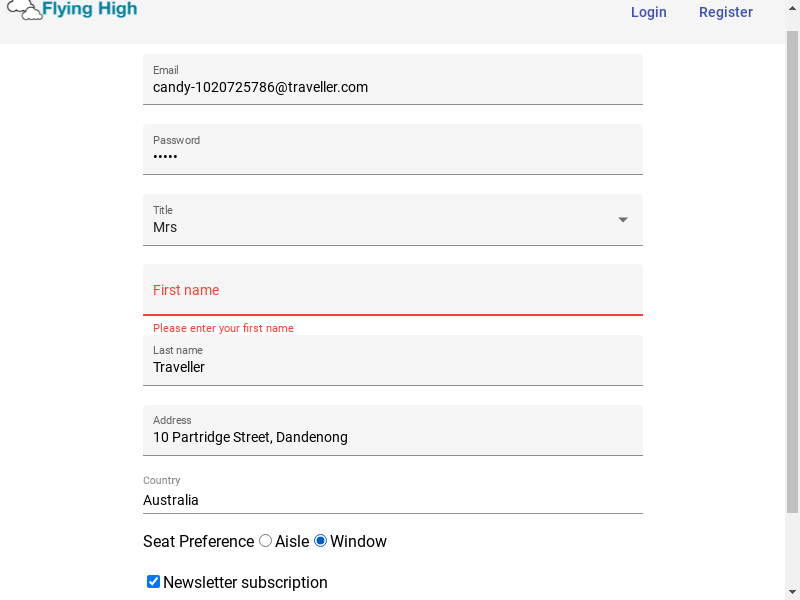 Flying High
Login Register
Email
candy-1020725786@traveller.com
Password
•••••
Title
Mrs
First name
Please enter your first name
Last name
Traveller
Address
10 Partridge Street, Dandenong
Country
Australia
Seat Preference Aisle Window
Newsletter subscription